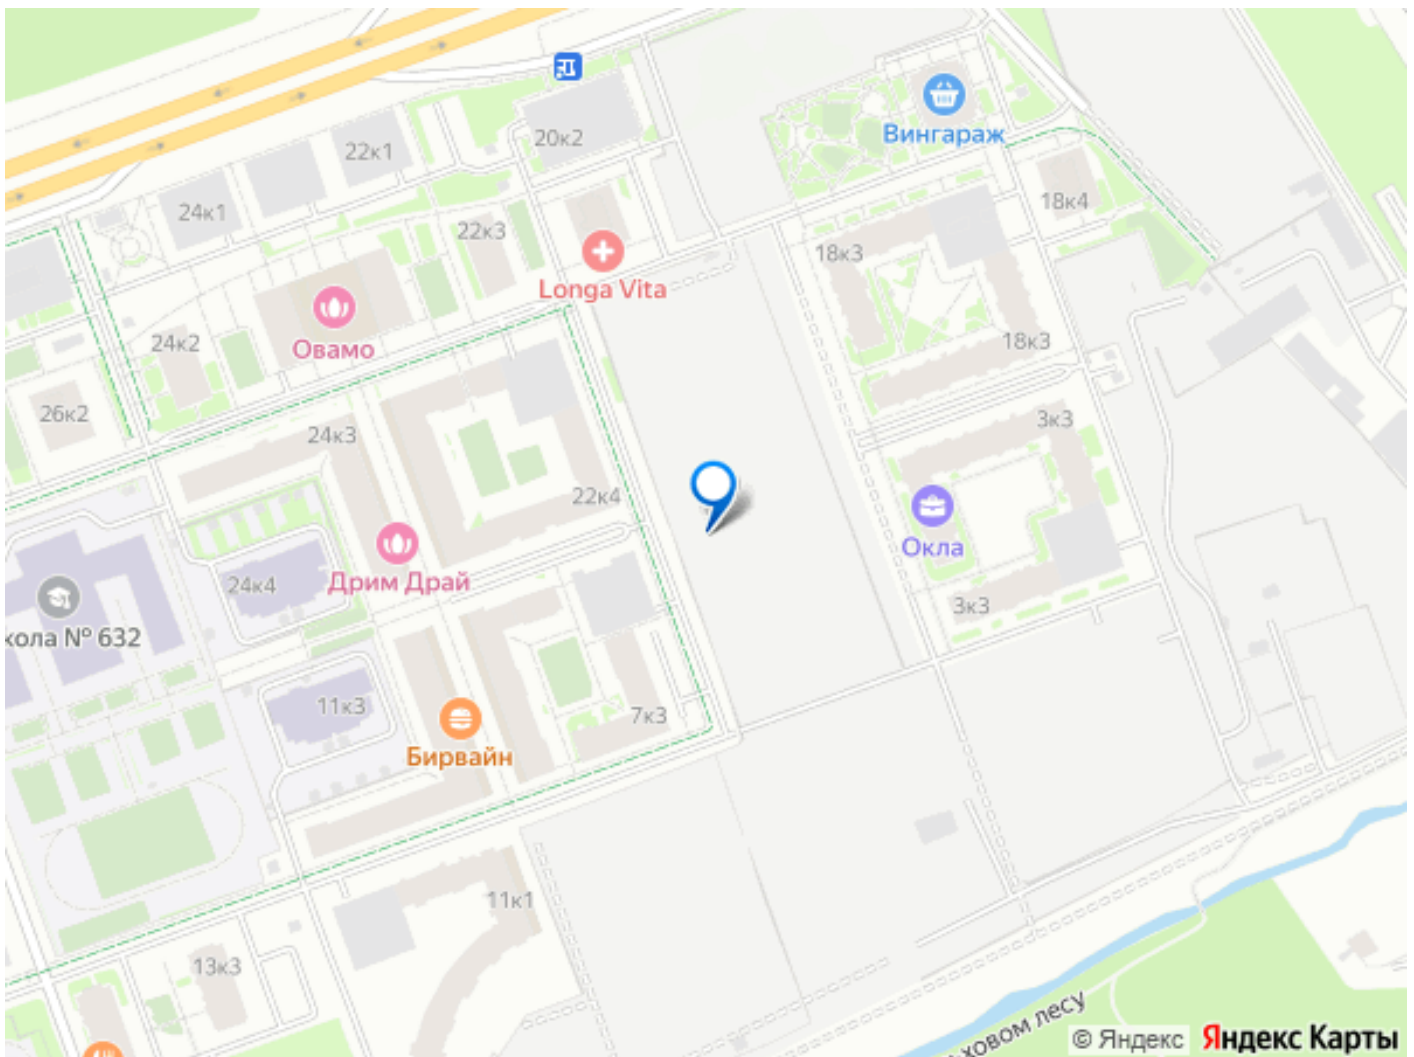 22к1
20к2
Вингараж
24к1
22к3
18к4
18к3
Longa Vita
24к2
Овамо
18к3
26к2
24к3
3к3
22к4
Окла
24к4
Дрим Драй
3к3
кола № 632
11к3
7к3
Бирвайн
11к1
13к3
ховом лесу
© Яндекс
Яндекс Карты